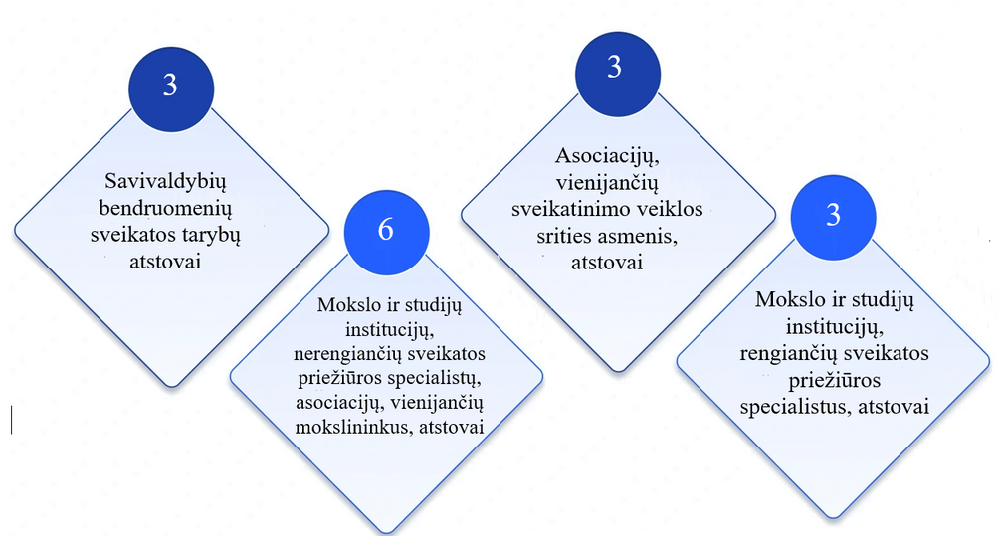 3
Savivaldybių
bendruomenių
sveikatos tarybų
atstovai
6
Mokslo ir studijų
institucijų,
nerengiančių sveikatos
priežiūros specialistų,
asociacijų, vienijančių
mokslininkus, atstovai
3
Asociacijų,
vienijančių
sveikatinimo veiklos
srities asmenis,
atstovai
3
Mokslo ir studijų
institucijų,
rengiančių sveikatos
priežiūros
specialistus, atstovai